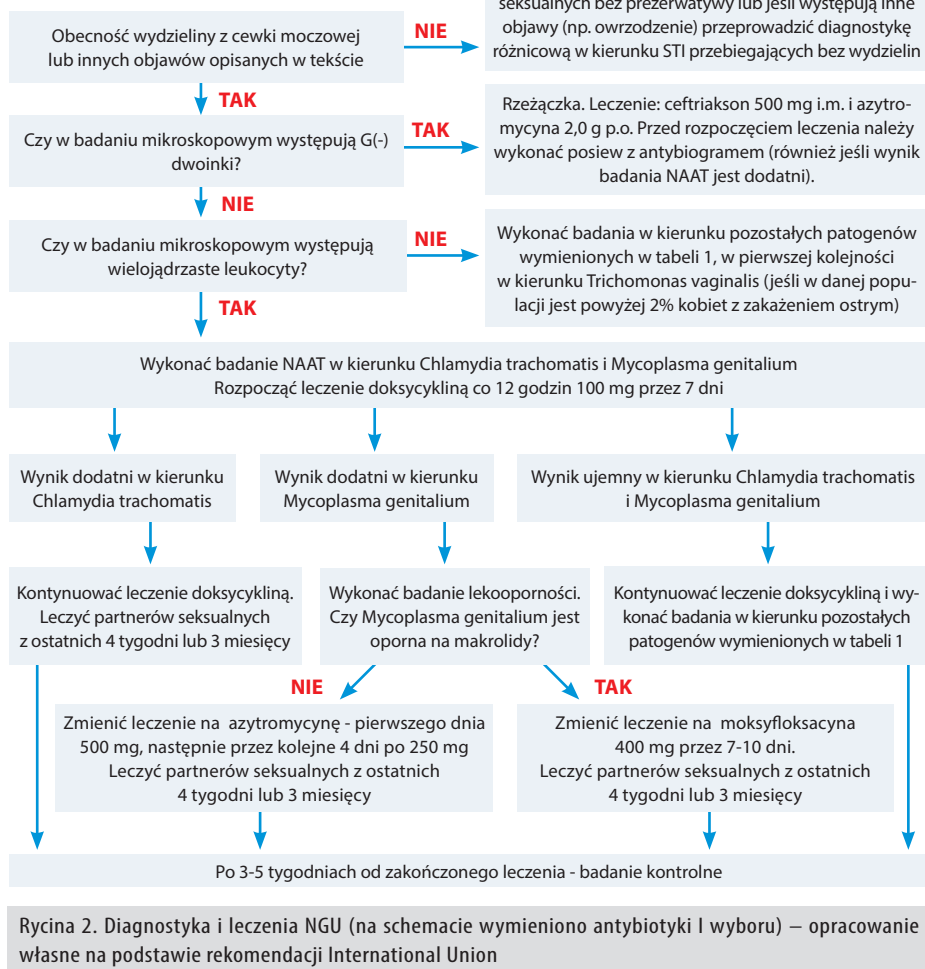 seksualnych bez prezerwatywy lub jeśli występują inne
objawy (np. owrzodzenie) przeprowadzić diagnostykę
różnicową w kierunku STI przebiegających bez wydzielin
Obecność wydzieliny z cewki moczowej
lub innych objawów opisanych w tekście
NIE
TAK
Czy w badaniu mikroskopowym występują G(-)
dwoinki?
TAK
Rzeżączka. Leczenie: ceftriakson 500 mg i.m. i azytro-
mycyna 2,0 g p.o. Przed rozpoczęciem leczenia należy
wykonać posiew z antybiogramem (również jeśli wynik
badania NAAT jest dodatni).
NIE
Czy w badaniu mikroskopowym występują
wielojądrzaste leukocyty?
NIE
Wykonać badania w kierunku pozostałych patogenów
wymienionych w tabeli 1, w pierwszej kolejności
w kierunku Trichomonas vaginalis (jeśli w danej popu-
lacji jest powyżej 2% kobiet z zakażeniem ostrym)
TAK
Wykonać badanie NAAT w kierunku Chlamydia trachomatis i Mycoplasma genitalium
Rozpocząć leczenie doksycykliną co 12 godzin 100 mg przez 7 dni
Wynik dodatni w kierunku
Chlamydia trachomatis
Wynik dodatni w kierunku
Mycoplasma genitalium
Wynik ujemny w kierunku Chlamydia trachomatis
i Mycoplasma genitalium
Kontynuować leczenie doksycykliną.
Leczyć partnerów seksualnych
z ostatnich 4 tygodni lub 3 miesięcy
Wykonać badanie lekooporności.
Czy Mycoplasma genitalium jest
oporna na makrolidy?
Kontynuować leczenie doksycykliną i wy-
konać badania w kierunku pozostałych
patogenów wymienionych w tabeli 1
NIE
TAK
Zmienić leczenie na azytromycynę - pierwszego dnia
500 mg, następnie przez kolejne 4 dni po 250 mg
Leczyć partnerów seksualnych z ostatnich
4 tygodni lub 3 miesięcy
Zmienić leczenie na moksyfloksacyna
400 mg przez 7-10 dni.
Leczyć partnerów seksualnych z ostatnich
4 tygodni lub 3 miesięcy
Po 3-5 tygodniach od zakończonego leczenia - badanie kontrolne
Rycina 2. Diagnostyka i leczenia NGU (na schemacie wymieniono antybiotyki I wyboru) – opracowanie
własne na podstawie rekomendacji International Union